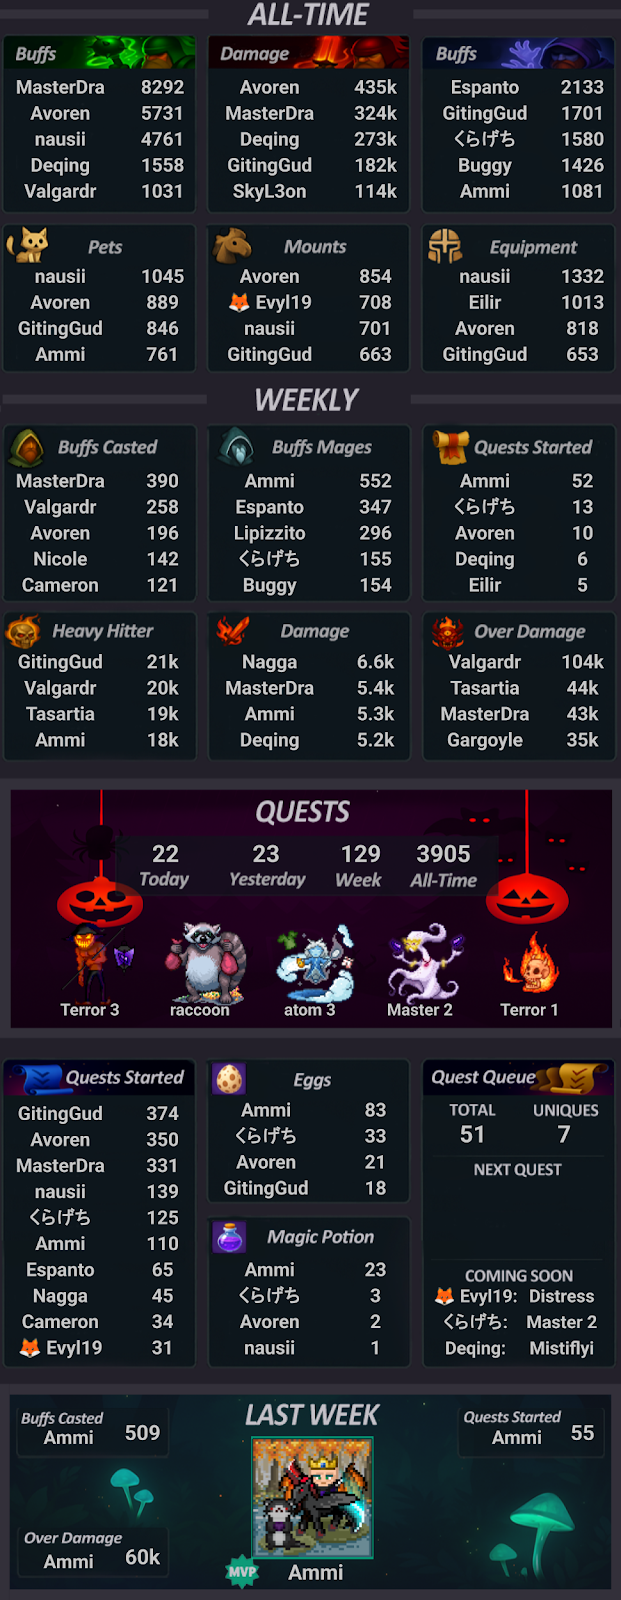 ALL-TIME
Buffs
MasterDra 8292
Avoren 5731
nausii 4761
Deqing 1558
Valgardr 1031
Damage
Avoren 435k
MasterDra 324k
Deqing 273k
GitingGud 182k
SkyL3on 114k
Buffs
Espanto 2133
GitingGud 1701
くらげち 1580
Buggy 1426
Ammi 1081
Pets
nausii 1045
Avoren 889
GitingGud 846
Ammi 761
Mounts
Avoren 854
🦊 Evyl19 708
nausii 701
GitingGud 663
Equipment
nausii 1332
Eilir 1013
Avoren 818
GitingGud 653
WEEKLY
Buffs Casted
MasterDra 390
Valgardr 258
Avoren 196
Nicole 142
Cameron 121
Buffs Mages
Ammi 552
Espanto 347
Lipizzito 296
くらげち 155
Buggy 154
Quests Started
Ammi 52
くらげち 13
Avoren 10
Deqing 6
Eilir 5
Heavy Hitter
GitingGud 21k
Valgardr 20k
Tasartia 19k
Ammi 18k
Damage
Nagga 6.6k
MasterDra 5.4k
Ammi 5.3k
Deqing 5.2k
Over Damage
Valgardr 104k
Tasartia 44k
MasterDra 43k
Gargoyle 35k
QUESTS
22 23 129 3905
Today Yesterday Week All-Time
Terror 3 raccoon atom 3 Master 2 Terror 1
Quests Started
GitingGud 374
Avoren 350
MasterDra 331
nausii 139
くらげち 125
Ammi 110
Espanto 65
Nagga 45
Cameron 34
🦊 Evyl19 31
Eggs
Ammi 83
くらげち 33
Avoren 21
GitingGud 18
Magic Potion
Ammi 23
くらげち 3
Avoren 2
nausii 1
Quest Queue
TOTAL UNIQUES
51 7
NEXT QUEST
COMING SOON
🦊 Evyl19: Distress
くらげち: Master 2
Deqing: Mistiflyi
LAST WEEK
Buffs Casted
Ammi 509
Quests Started
Ammi 55
Over Damage
Ammi 60k
MVP Ammi